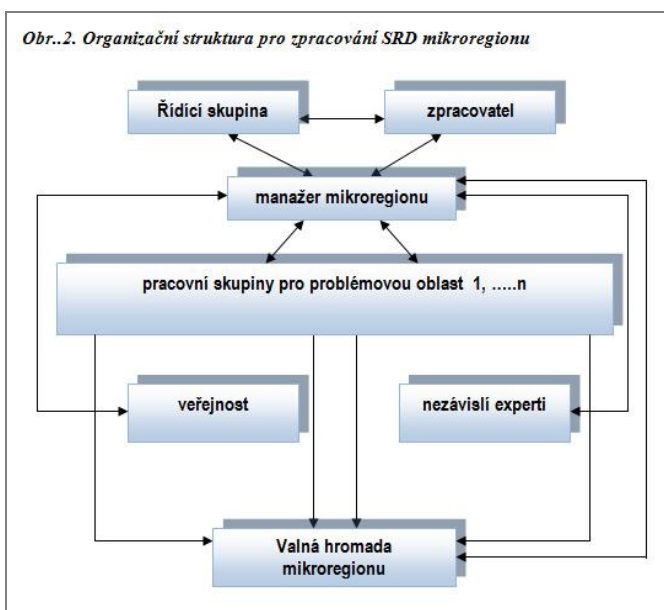 Obr..2. Organizační struktura pro zpracování SRD mikroregionu
Řídící skupina
zpracovatel
manažer mikroregionu
pracovní skupiny pro problémovou oblast 1, .....n
veřejnost
nezávislí experti
Valná hromada
mikroregionu